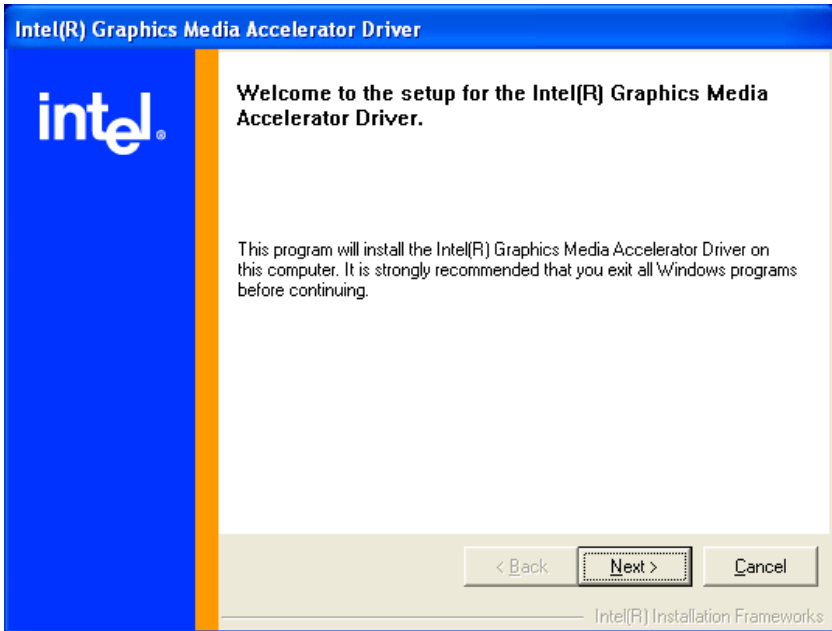 Intel(R) Graphics Media Accelerator Driver
intel®
Welcome to the setup for the Intel(R) Graphics Media
Accelerator Driver.
This program will install the Intel(R) Graphics Media Accelerator Driver on
this computer. It is strongly recommended that you exit all Windows programs
before continuing.
< Back
Next >
Cancel
Intel(R) Installation Frameworks